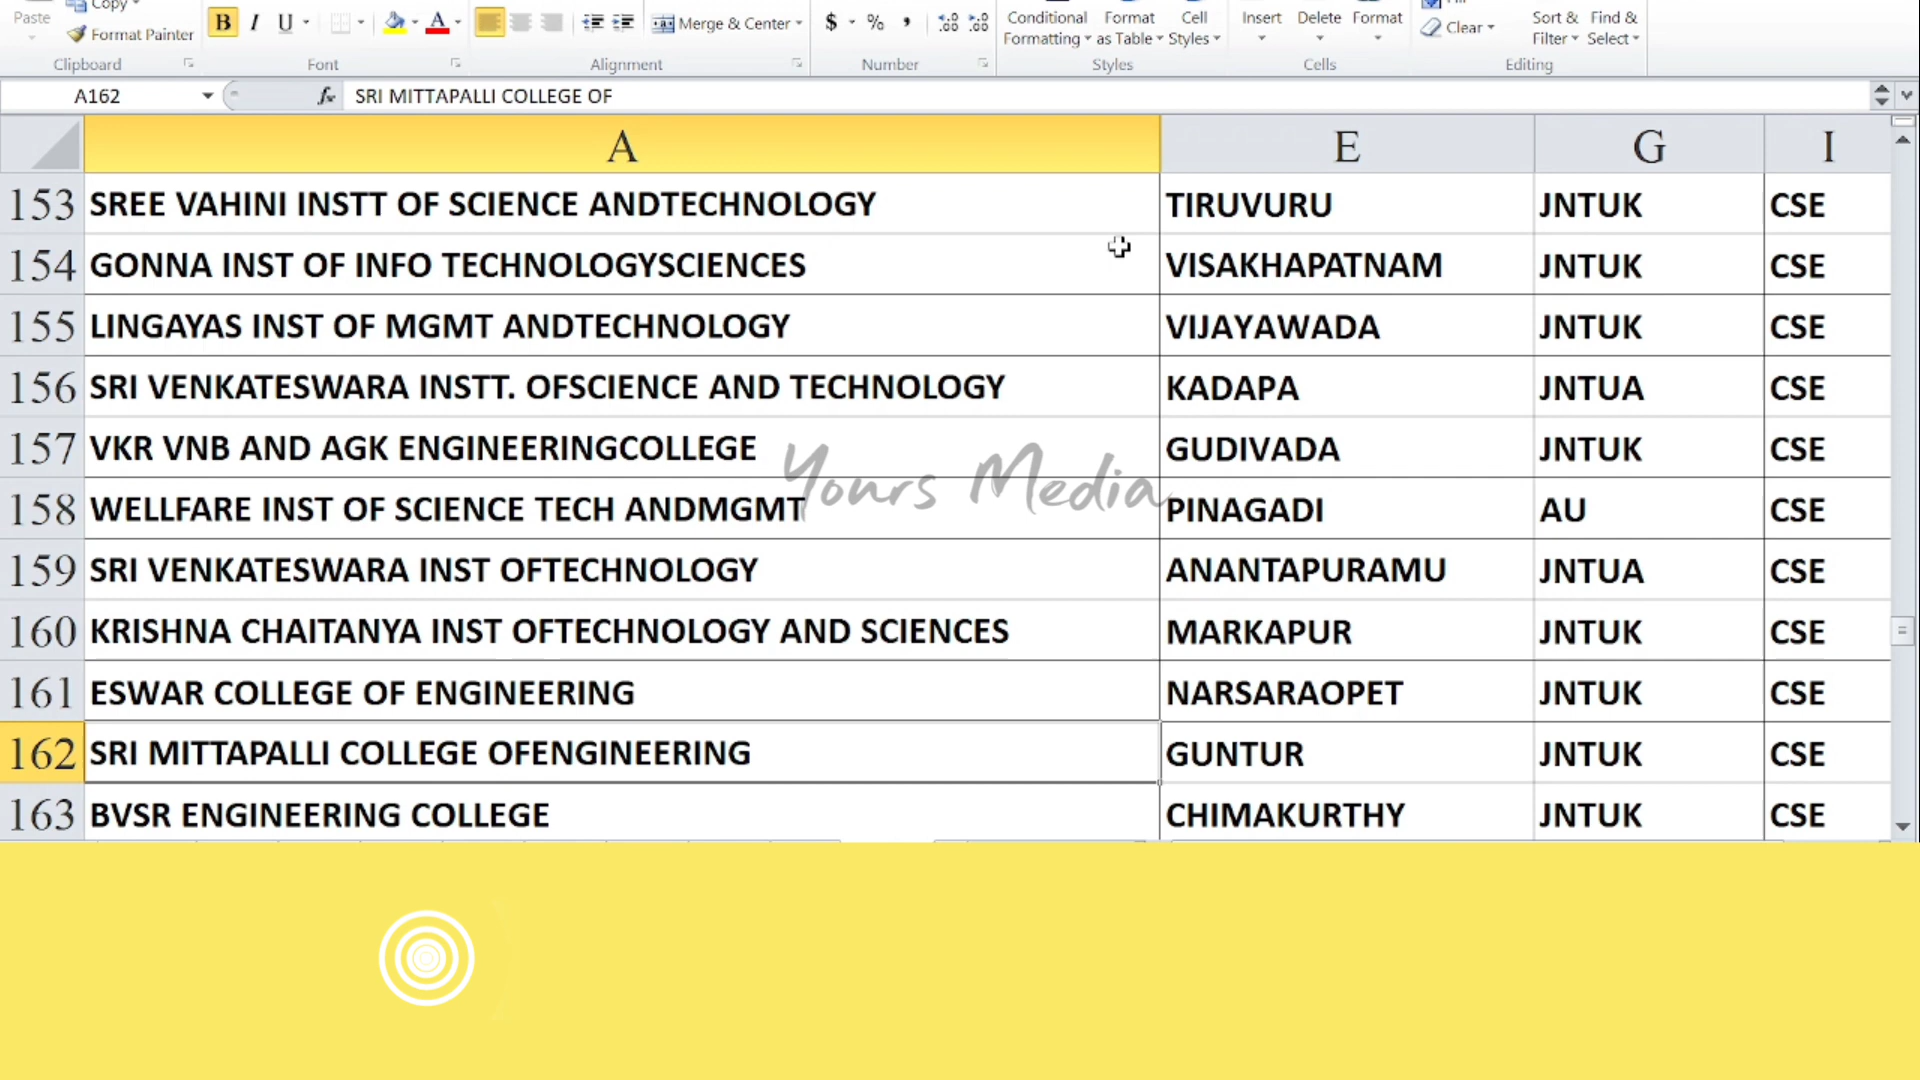 Copy
Paste
Format Painter
B I U A
Merge & Center
$ % ,
Conditional Formatting
Format as Table
Cell Styles
Insert
Delete
Format
Clear
Sort & Filter
Find & Select
Clipboard Font Alignment Number Styles Cells Editing
A162 fx SRI MITTAPALLI COLLEGE OF
A E G I
153 SREE VAHINI INSTT OF SCIENCE ANDTECHNOLOGY TIRUVURU JNTUK CSE
154 GONNA INST OF INFO TECHNOLOGYSCIENCES VISAKHAPATNAM JNTUK CSE
155 LINGAYAS INST OF MGMT ANDTECHNOLOGY VIJAYAWADA JNTUK CSE
156 SRI VENKATESWARA INSTT. OFSCIENCE AND TECHNOLOGY KADAPA JNTUA CSE
157 VKR VNB AND AGK ENGINEERINGCOLLEGE GUDIVADA JNTUK CSE
Yours Media
158 WELLFARE INST OF SCIENCE TECH ANDMGMT PINAGADI AU CSE
159 SRI VENKATESWARA INST OFTECHNOLOGY ANANTAPURAMU JNTUA CSE
160 KRISHNA CHAITANYA INST OFTECHNOLOGY AND SCIENCES MARKAPUR JNTUK CSE
161 ESWAR COLLEGE OF ENGINEERING NARSARAOPET JNTUK CSE
162 SRI MITTAPALLI COLLEGE OFENGINEERING GUNTUR JNTUK CSE
163 BVSR ENGINEERING COLLEGE CHIMAKURTHY JNTUK CSE